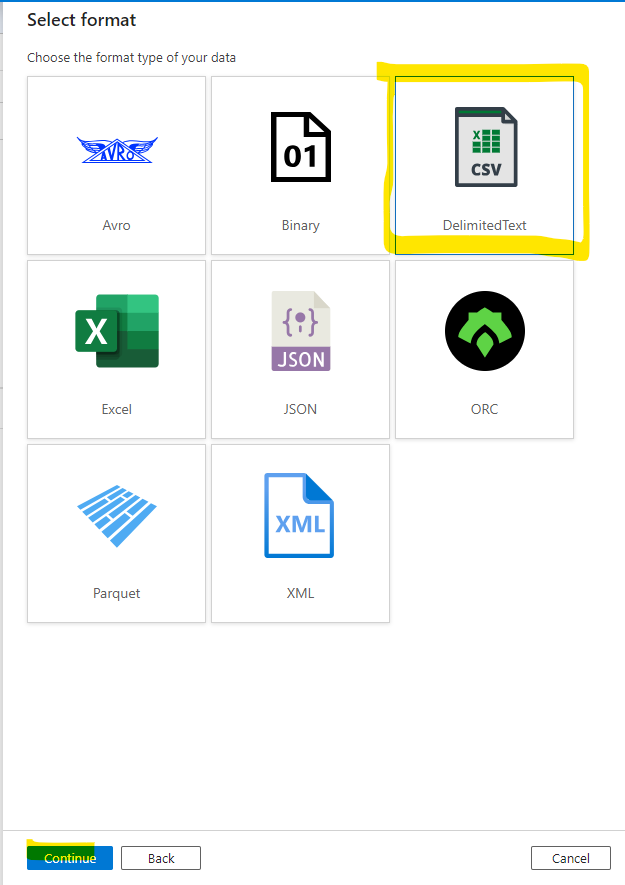 Select format
Choose the format type of your data
AVRO
01
X CSV
Avro
Binary
DelimitedText
X
{ } JSON
Excel
JSON
ORC
XML
Parquet
XML
Continue
Back
Cancel